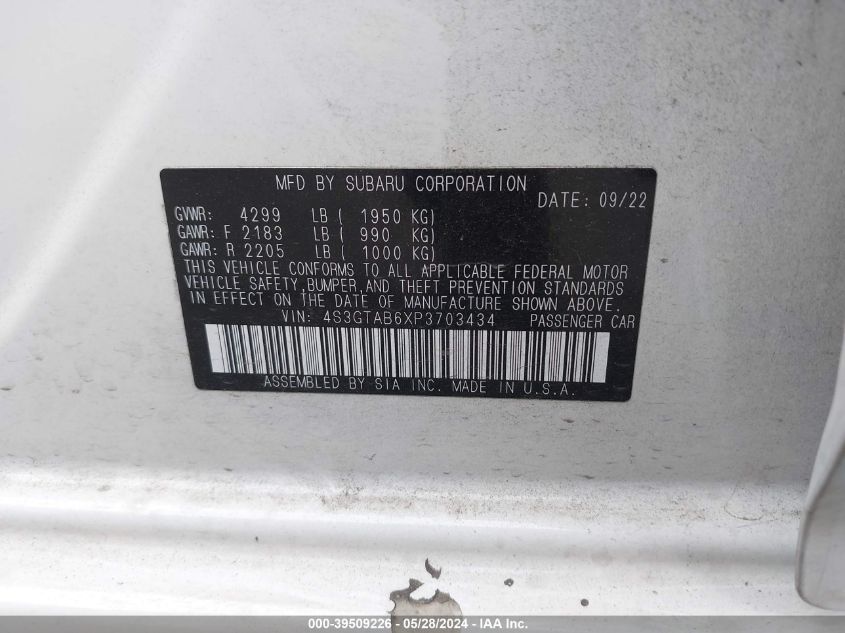 MFD BY SUBARU CORPORATION
DATE: 09/22
GVWR: 4299 LB ( 1950 KG)
GAWR: F 2183 LB ( 990 KG)
GAWR: R 2205 LB ( 1000 KG)
THIS VEHICLE CONFORMS TO ALL APPLICABLE FEDERAL MOTOR
VEHICLE SAFETY,BUMPER,AND THEFT PREVENTION STANDARDS
IN EFFECT ON THE DATE OF MANUFACTURE SHOWN ABOVE.
VIN: 4S3GTAB6XP3703434 PASSENGER CAR
ASSEMBLED BY SIA INC. MADE IN U.S.A.
000-39509226 - 05/28/2024 - IAA Inc.